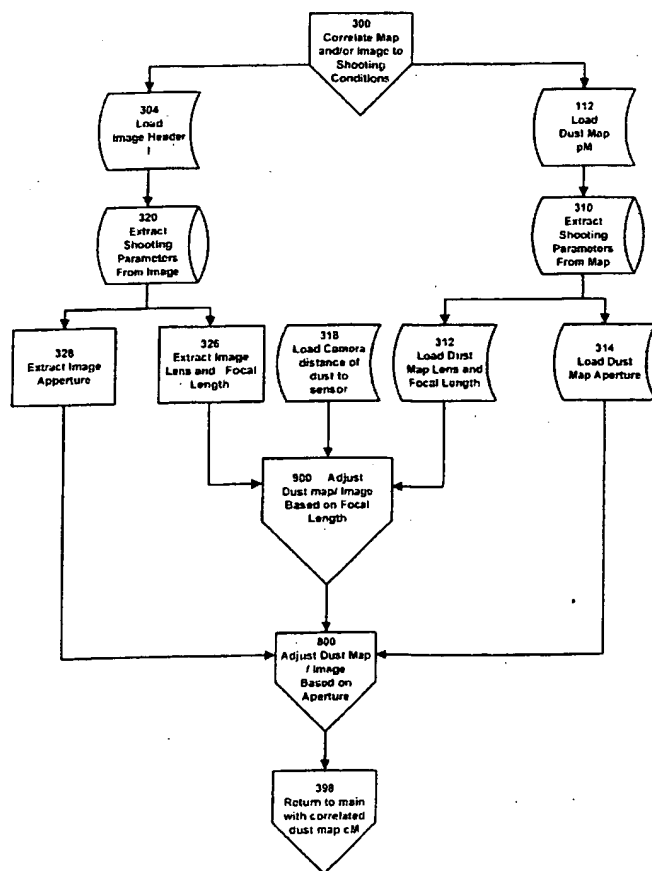 300
Correlate Map
and/or Image to
Shooting
Conditions
304
Load
Image Header
I
112
Load
Dust Map
pM
320
Extract
Shooting
Parameters
From Image
310
Extract
Shooting
Parameters
From Map
328
Extract Image
Apperture
326
Extract Image
Lens and Focal
Length
318
Load Camera
distance of
dust to
sensor
312
Load Dust
Map Lens and
Focal Length
314
Load Dust
Map Aperture
900 Adjust
Dust map/ Image
Based on Focal
Length
800
Adjust Dust Map
/ Image
Based on
Aperture
398
Return to main
with correlated
dust map cM